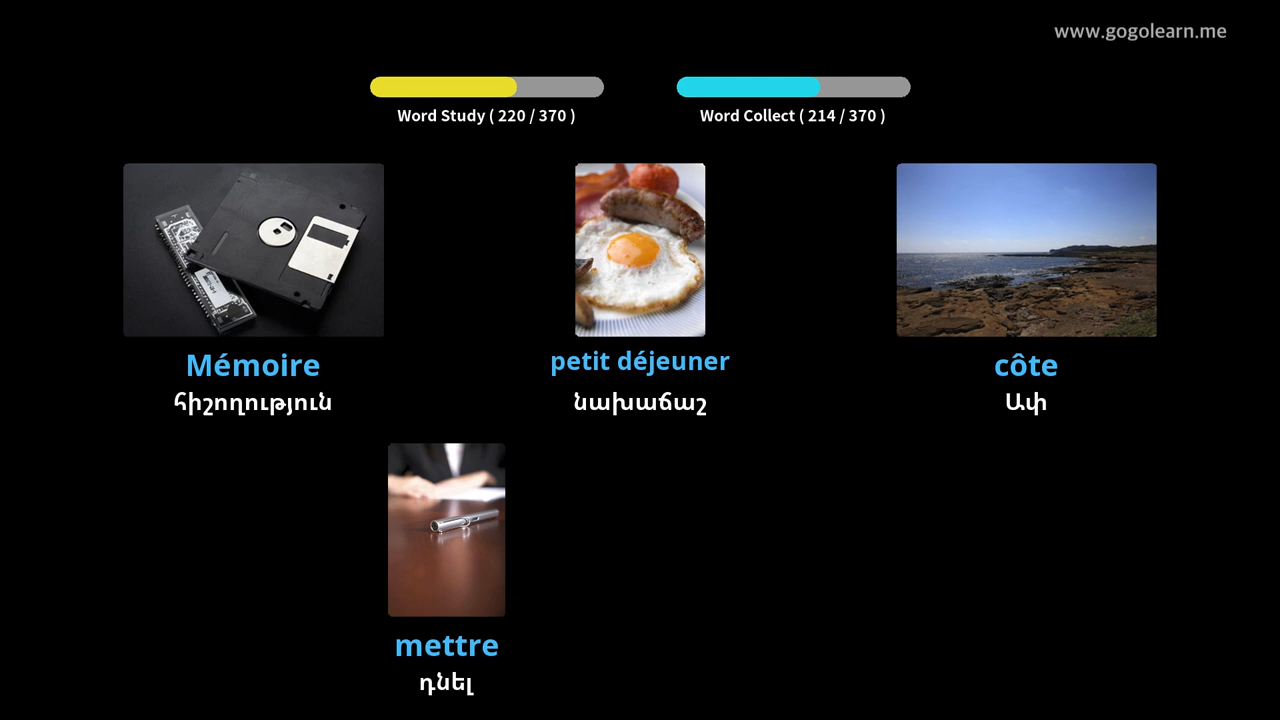 www.gogolearn.me
Word Study ( 220 / 370 )
Word Collect ( 214 / 370 )
Mémoire
հիշողություն
petit déjeuner
նախաճաշ
côte
Ափ
mettre
դնել